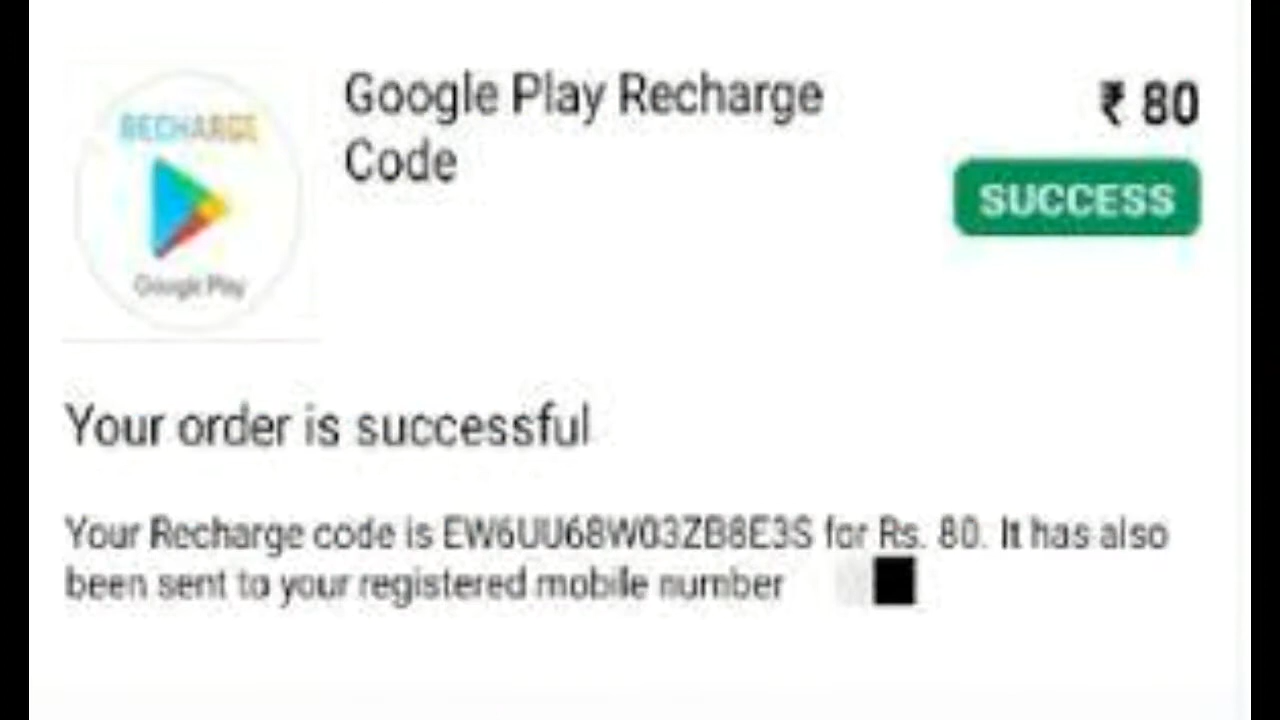 Google Play Recharge
Code
₹ 80
RECHARGE
SUCCESS
Google Play
Your order is successful
Your Recharge code is EW6UU68W03ZB8E3S for Rs. 80. It has also
been sent to your registered mobile number